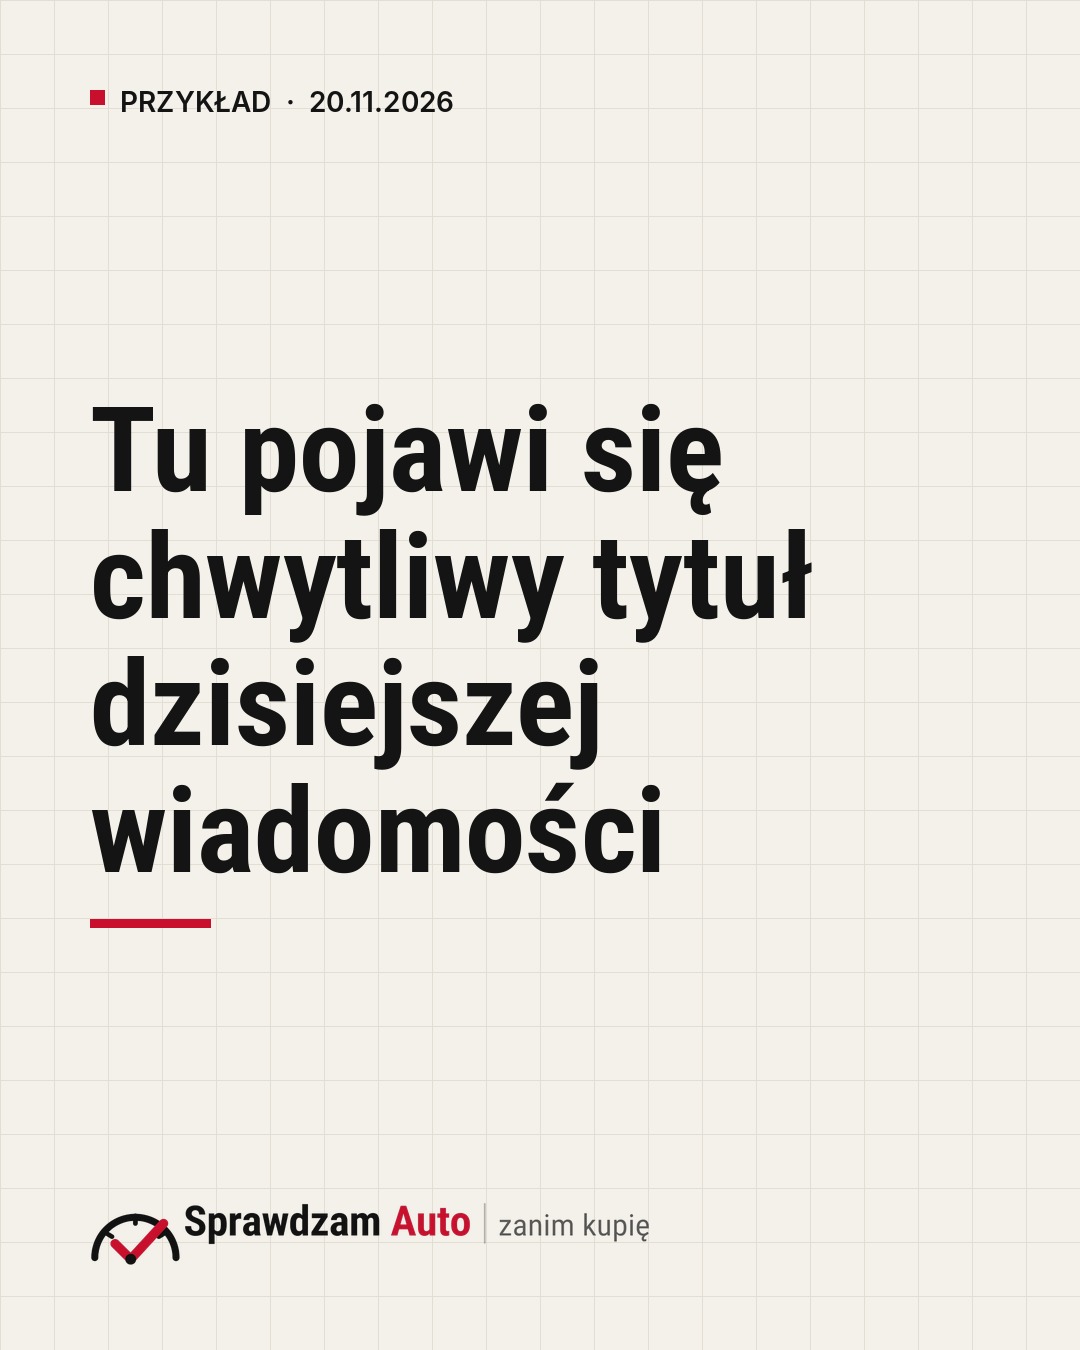 PRZYKŁAD · 20.11.2026
Tu pojawi się
chwytliwy tytuł
dzisiejszej
wiadomości
Sprawdzam Auto | zanim kupię